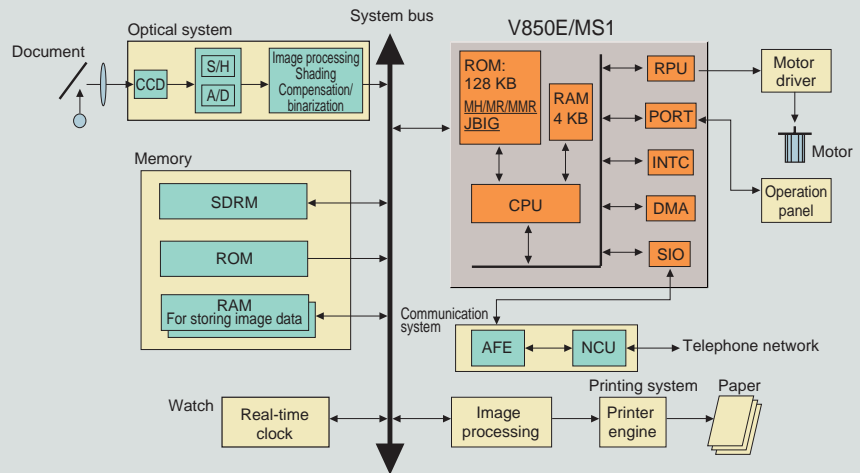 System bus
V850E/MS1
Document
Optical system
CCD
S/H
A/D
Image processing
Shading
Compensation/
binarization
ROM:
128 KB
MH/MR/MMR
JBIG
RAM
4 KB
CPU
RPU
PORT
INTC
DMA
SIO
Motor
driver
Motor
Operation
panel
Memory
SDRM
ROM
RAM
For storing image data
Communication
system
AFE
NCU
Telephone network
Watch
Real-time
clock
Image
processing
Printing system
Printer
engine
Paper